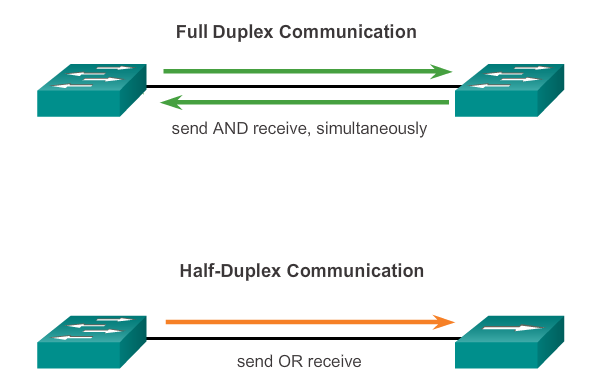 Full Duplex Communication
send AND receive, simultaneously
Half-Duplex Communication
send OR receive